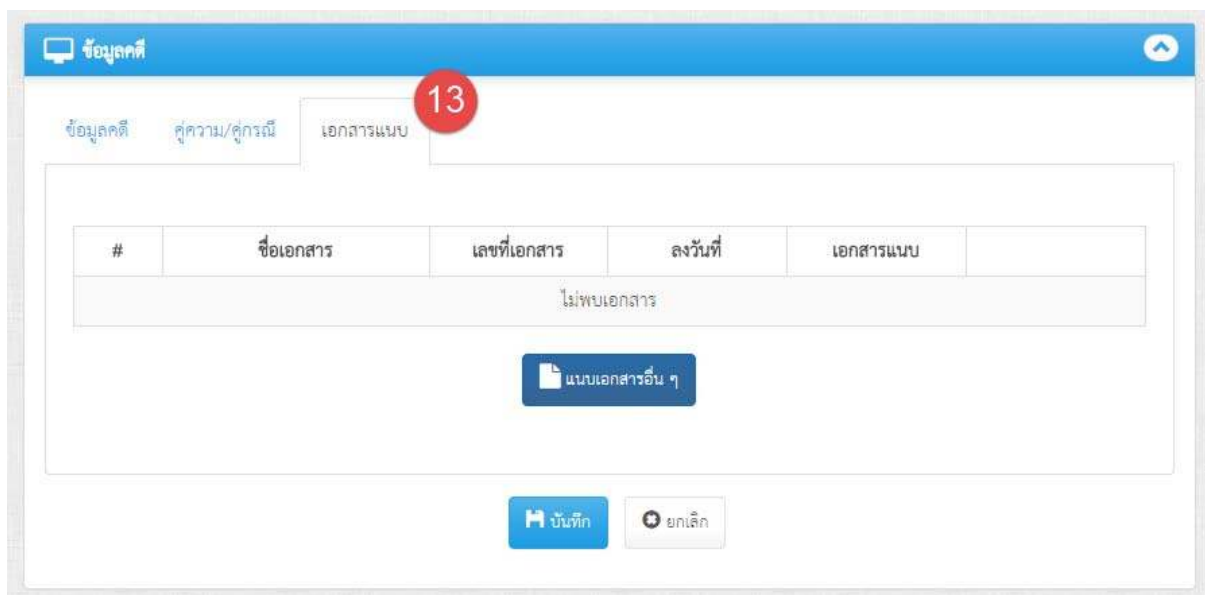 ข้อมูลคดี
13
ข้อมูลคดี คู่ความ/คู่กรณี เอกสารแนบ
# ชื่อเอกสาร เลขที่เอกสาร ลงวันที่ เอกสารแนบ
ไม่พบเอกสาร
แนบเอกสารอื่น ๆ
บันทึก ยกเลิก